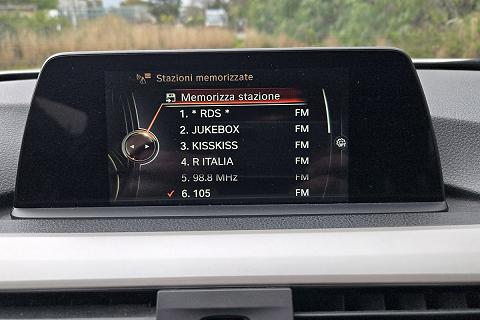 Stazioni memorizzate
Memorizza stazione
1. * RDS * FM
2. JUKEBOX FM
3. KISSKISS FM
4. R ITALIA FM
5. 98.8 MHz FM
6. 105 FM